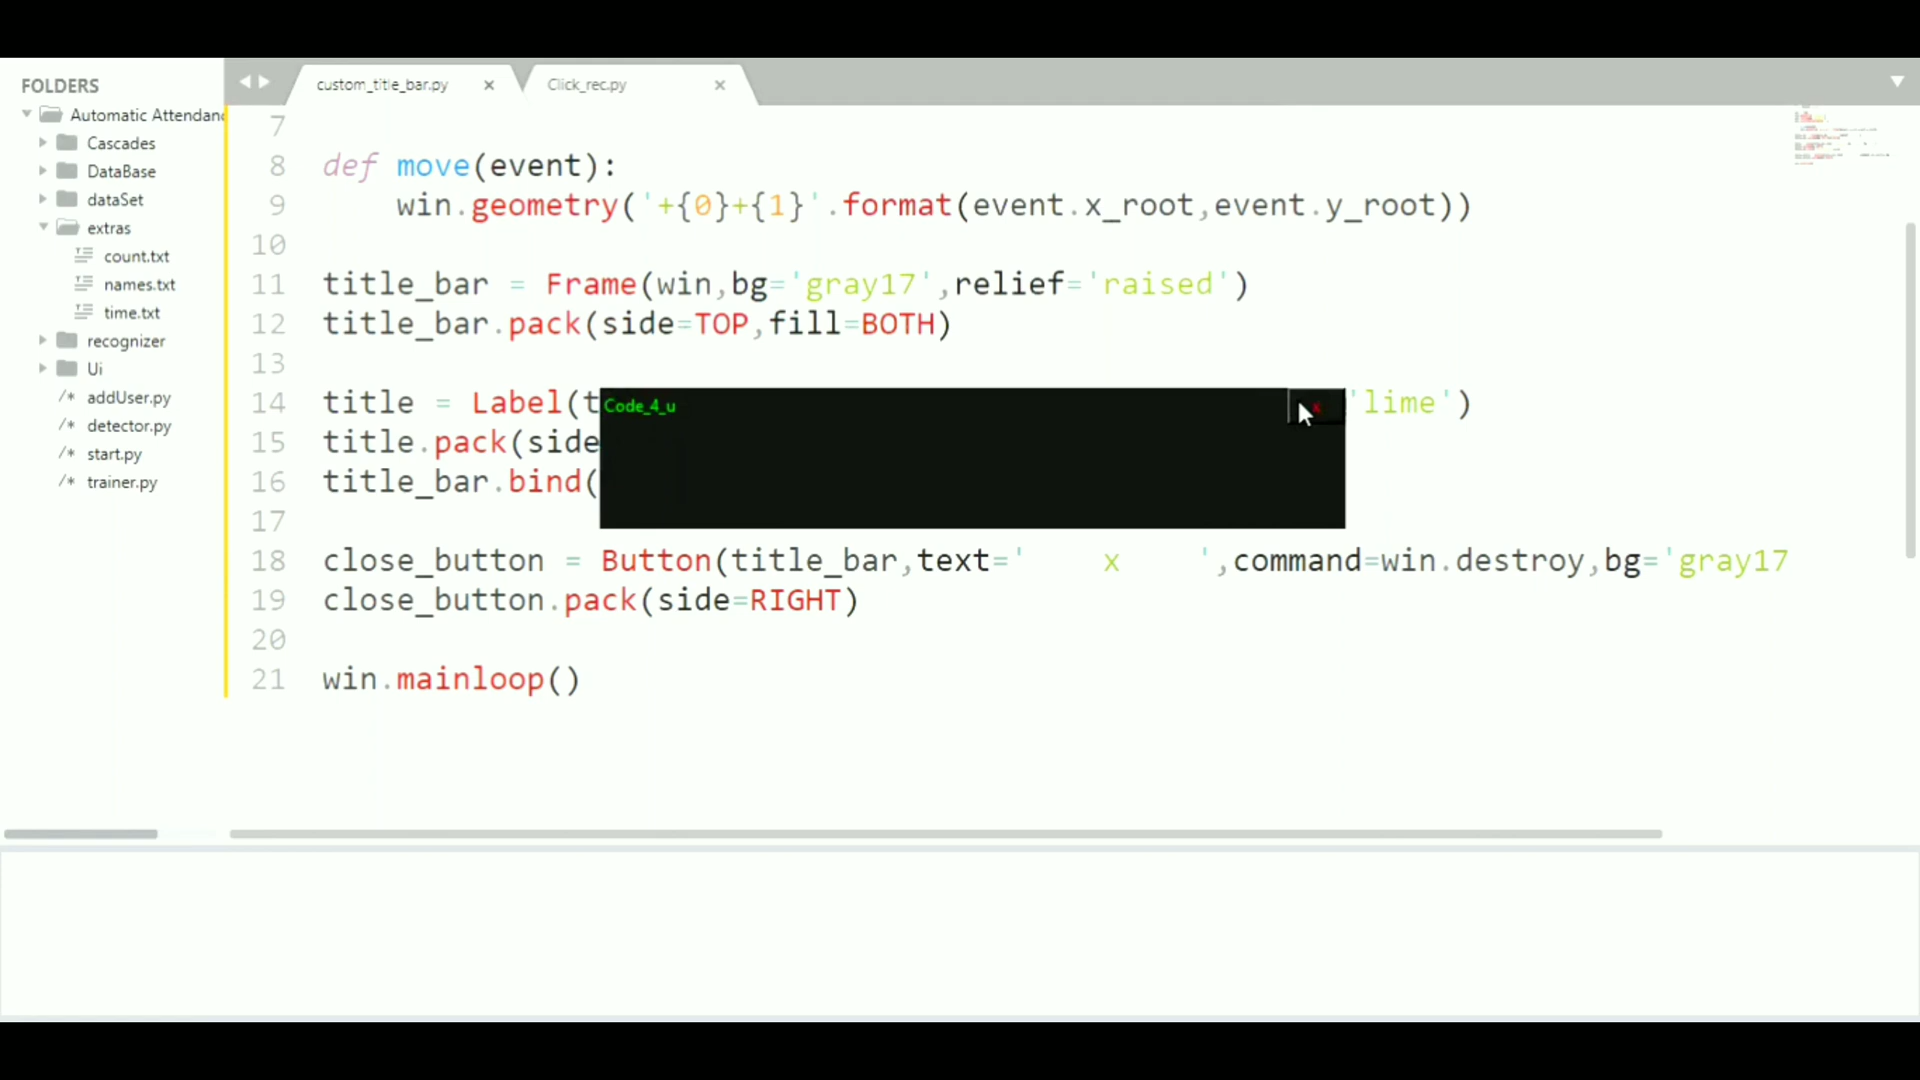 FOLDERS
Automatic Attendanc
Cascades
DataBase
dataSet
extras
count.txt
names.txt
time.txt
recognizer
Ui
/* addUser.py
/* detector.py
/* start.py
/* trainer.py
custom_title_bar.py ×
Click_rec.py ×
7
8 def move(event):
9 win.geometry('+{0}+{1}'.format(event.x_root,event.y_root))
10
11 title_bar = Frame(win,bg='gray17',relief='raised')
12 title_bar.pack(side=TOP,fill=BOTH)
13
14 title = Label(t 'lime')
15 title.pack(side
16 title_bar.bind(
17
18 close_button = Button(title_bar,text=' x ',command=win.destroy,bg='gray17
19 close_button.pack(side=RIGHT)
20
21 win.mainloop()
Code_4_u
x